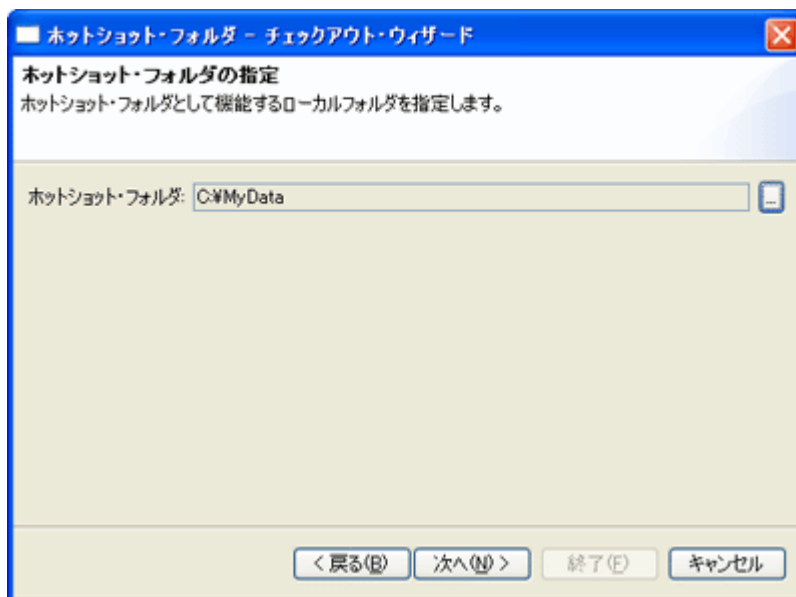 ホットショット・フォルダ - チェックアウト・ウィザード
ホットショット・フォルダの指定
ホットショット・フォルダとして機能するローカルフォルダを指定します。
ホットショット・フォルダ: C:¥MyData ...
< 戻る(B) 次へ(N) > 終了(F) キャンセル